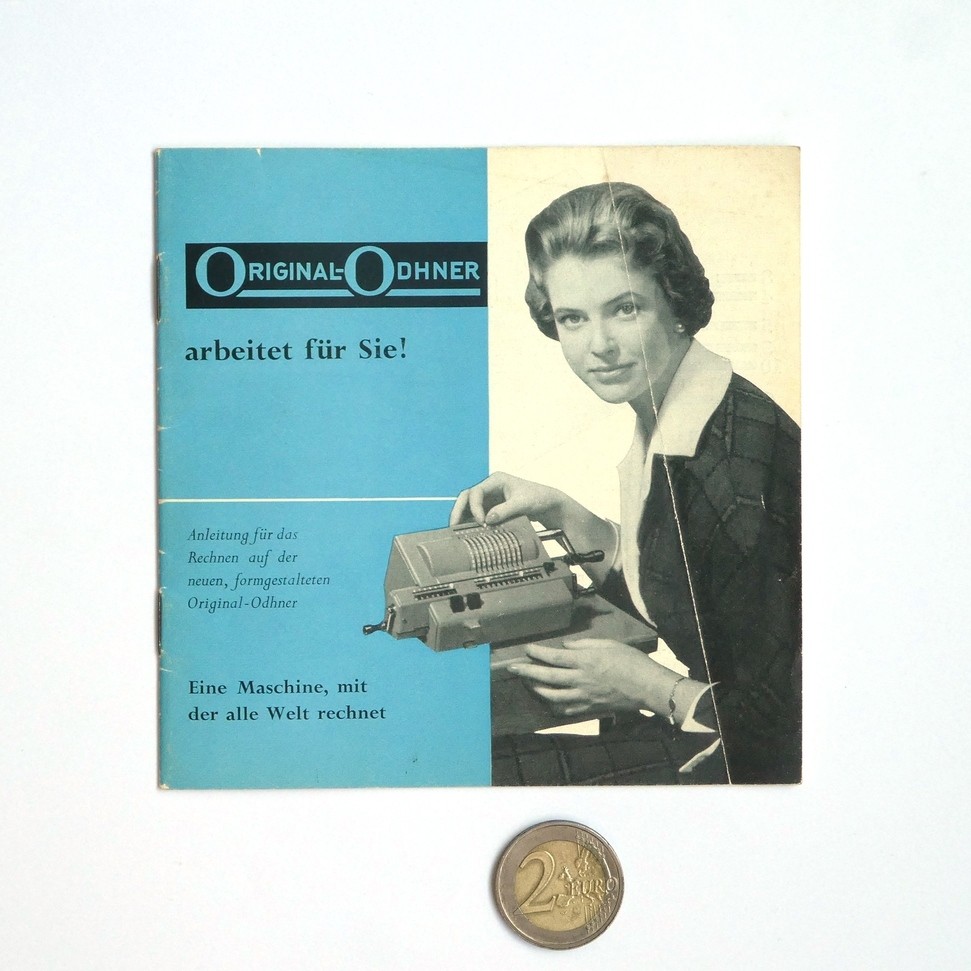 ORIGINAL-ODHNER
arbeitet für Sie!
Anleitung für das
Rechnen auf der
neuen, formgestalteten
Original-Odhner
Eine Maschine, mit
der alle Welt rechnet
2 EURO